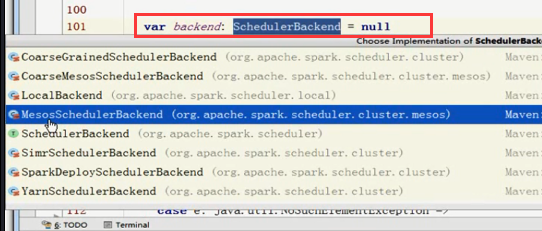 100
101 var backend: SchedulerBackend = null
Choose Implementation of SchedulerBack
CoarseGrainedSchedulerBackend (org.apache.spark.scheduler.cluster) Maven:
CoarseMesosSchedulerBackend (org.apache.spark.scheduler.cluster.mesos) Maven:
LocalBackend (org.apache.spark.scheduler.local) Maven:
MesosSchedulerBackend (org.apache.spark.scheduler.cluster.mesos) Maven:
SchedulerBackend (org.apache.spark.scheduler) Maven:
SimrSchedulerBackend (org.apache.spark.scheduler.cluster) Maven:
SparkDeploySchedulerBackend (org.apache.spark.scheduler.cluster) Maven:
YarnSchedulerBackend (org.apache.spark.scheduler.cluster) Maven:
112 case e: java.util.NoSuchElementException =>
6: TODO Terminal